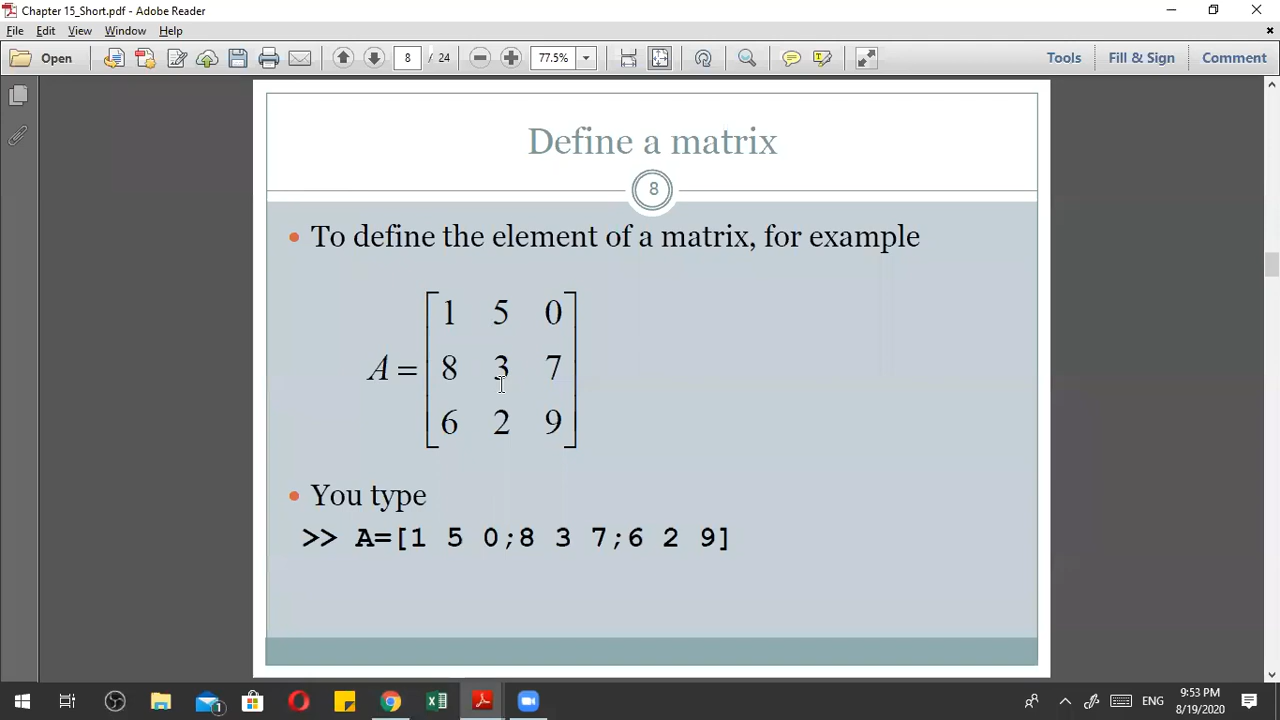 Chapter 15_Short.pdf - Adobe Reader
File Edit View Window Help
Open 8 / 24 77.5% Tools Fill & Sign Comment
Define a matrix
8
• To define the element of a matrix, for example
1 5 0
A = 8 3 7
6 2 9
• You type
>> A=[1 5 0;8 3 7;6 2 9]
1 ENG 9:53 PM
8/19/2020